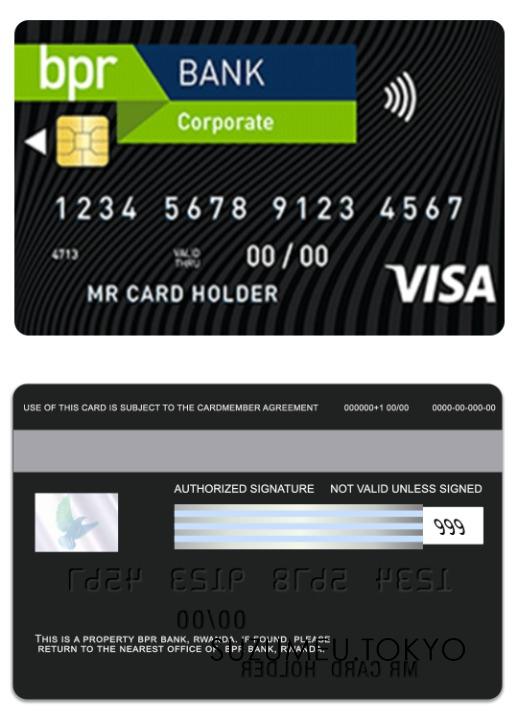 bpr BANK
Corporate
1234 5678 9123 4567
4713 VALID THRU 00/00
MR CARD HOLDER
VISA
USE OF THIS CARD IS SUBJECT TO THE CARDMEMBER AGREEMENT 000000+1 00/00 0000-00-000-00
AUTHORIZED SIGNATURE NOT VALID UNLESS SIGNED
999
1234 5678 9123 4567
00/00
THIS IS A PROPERTY BPR BANK, RWANDA. IF FOUND, PLEASE
RETURN TO THE NEAREST OFFICE OF BPR BANK, RWANDA.
SUZUMEU.TOKYO
MR CARD HOLDER